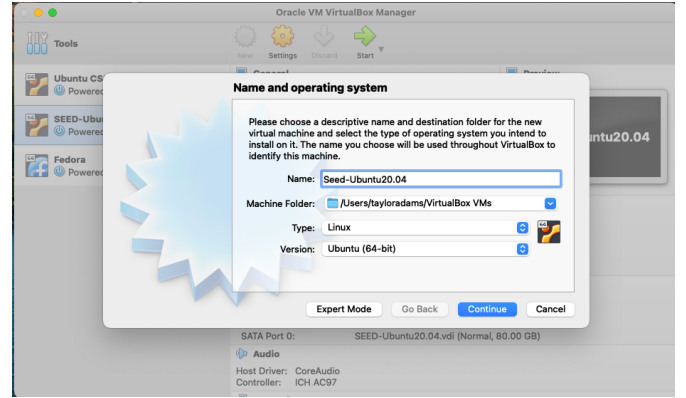 Oracle VM VirtualBox Manager
Tools
New
Settings
Discard
Start
General
Preview
Ubuntu CS
Powered
SEED-Ubu
Powered
Fedora
Powered
Name and operating system
Please choose a descriptive name and destination folder for the new
virtual machine and select the type of operating system you intend to
install on it. The name you choose will be used throughout VirtualBox to
identify this machine.
Name: Seed-Ubuntu20.04
Machine Folder: /Users/tayloradams/VirtualBox VMs
Type: Linux
Version: Ubuntu (64-bit)
64
Expert Mode
Go Back
Continue
Cancel
untu20.04
SATA Port 0: SEED-Ubuntu20.04.vdi (Normal, 80.00 GB)
Audio
Host Driver: CoreAudio
Controller: ICH AC97